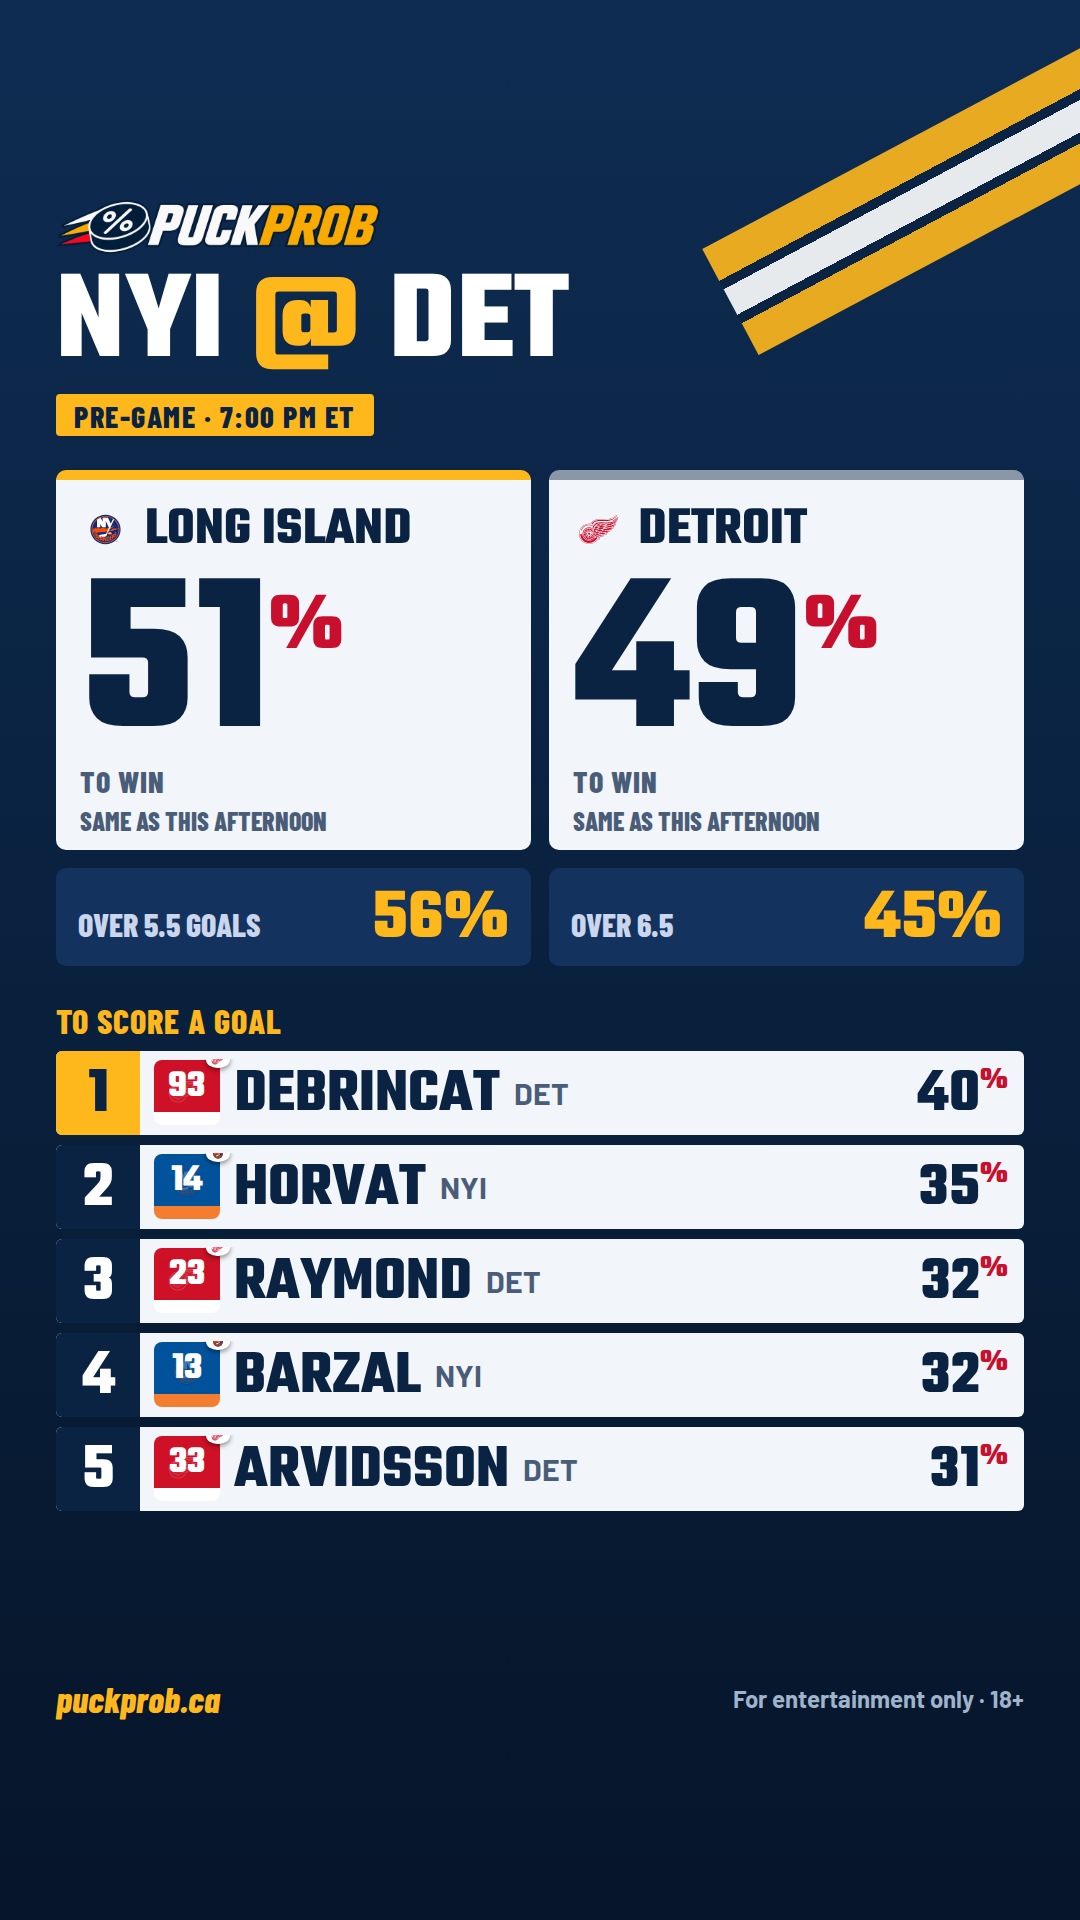 % PUCKPROB
NYI @ DET
PRE-GAME · 7:00 PM ET
NY LONG ISLAND
51%
TO WIN
SAME AS THIS AFTERNOON
DETROIT
49%
TO WIN
SAME AS THIS AFTERNOON
OVER 5.5 GOALS 56%
OVER 6.5 45%
TO SCORE A GOAL
1 93 DEBRINCAT DET 40%
2 14 HORVAT NYI 35%
3 23 RAYMOND DET 32%
4 13 BARZAL NYI 32%
5 33 ARVIDSSON DET 31%
puckprob.ca
For entertainment only · 18+